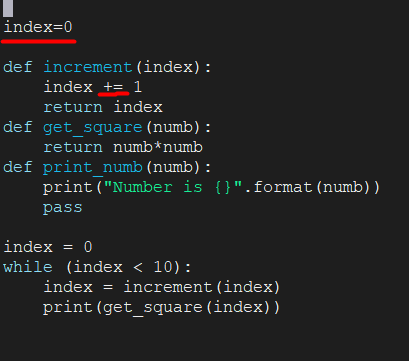 index=0
def increment(index):
    index += 1
    return index
def get_square(numb):
    return numb*numb
def print_numb(numb):
    print("Number is {}".format(numb))
    pass
index = 0
while (index < 10):
    index = increment(index)
    print(get_square(index))